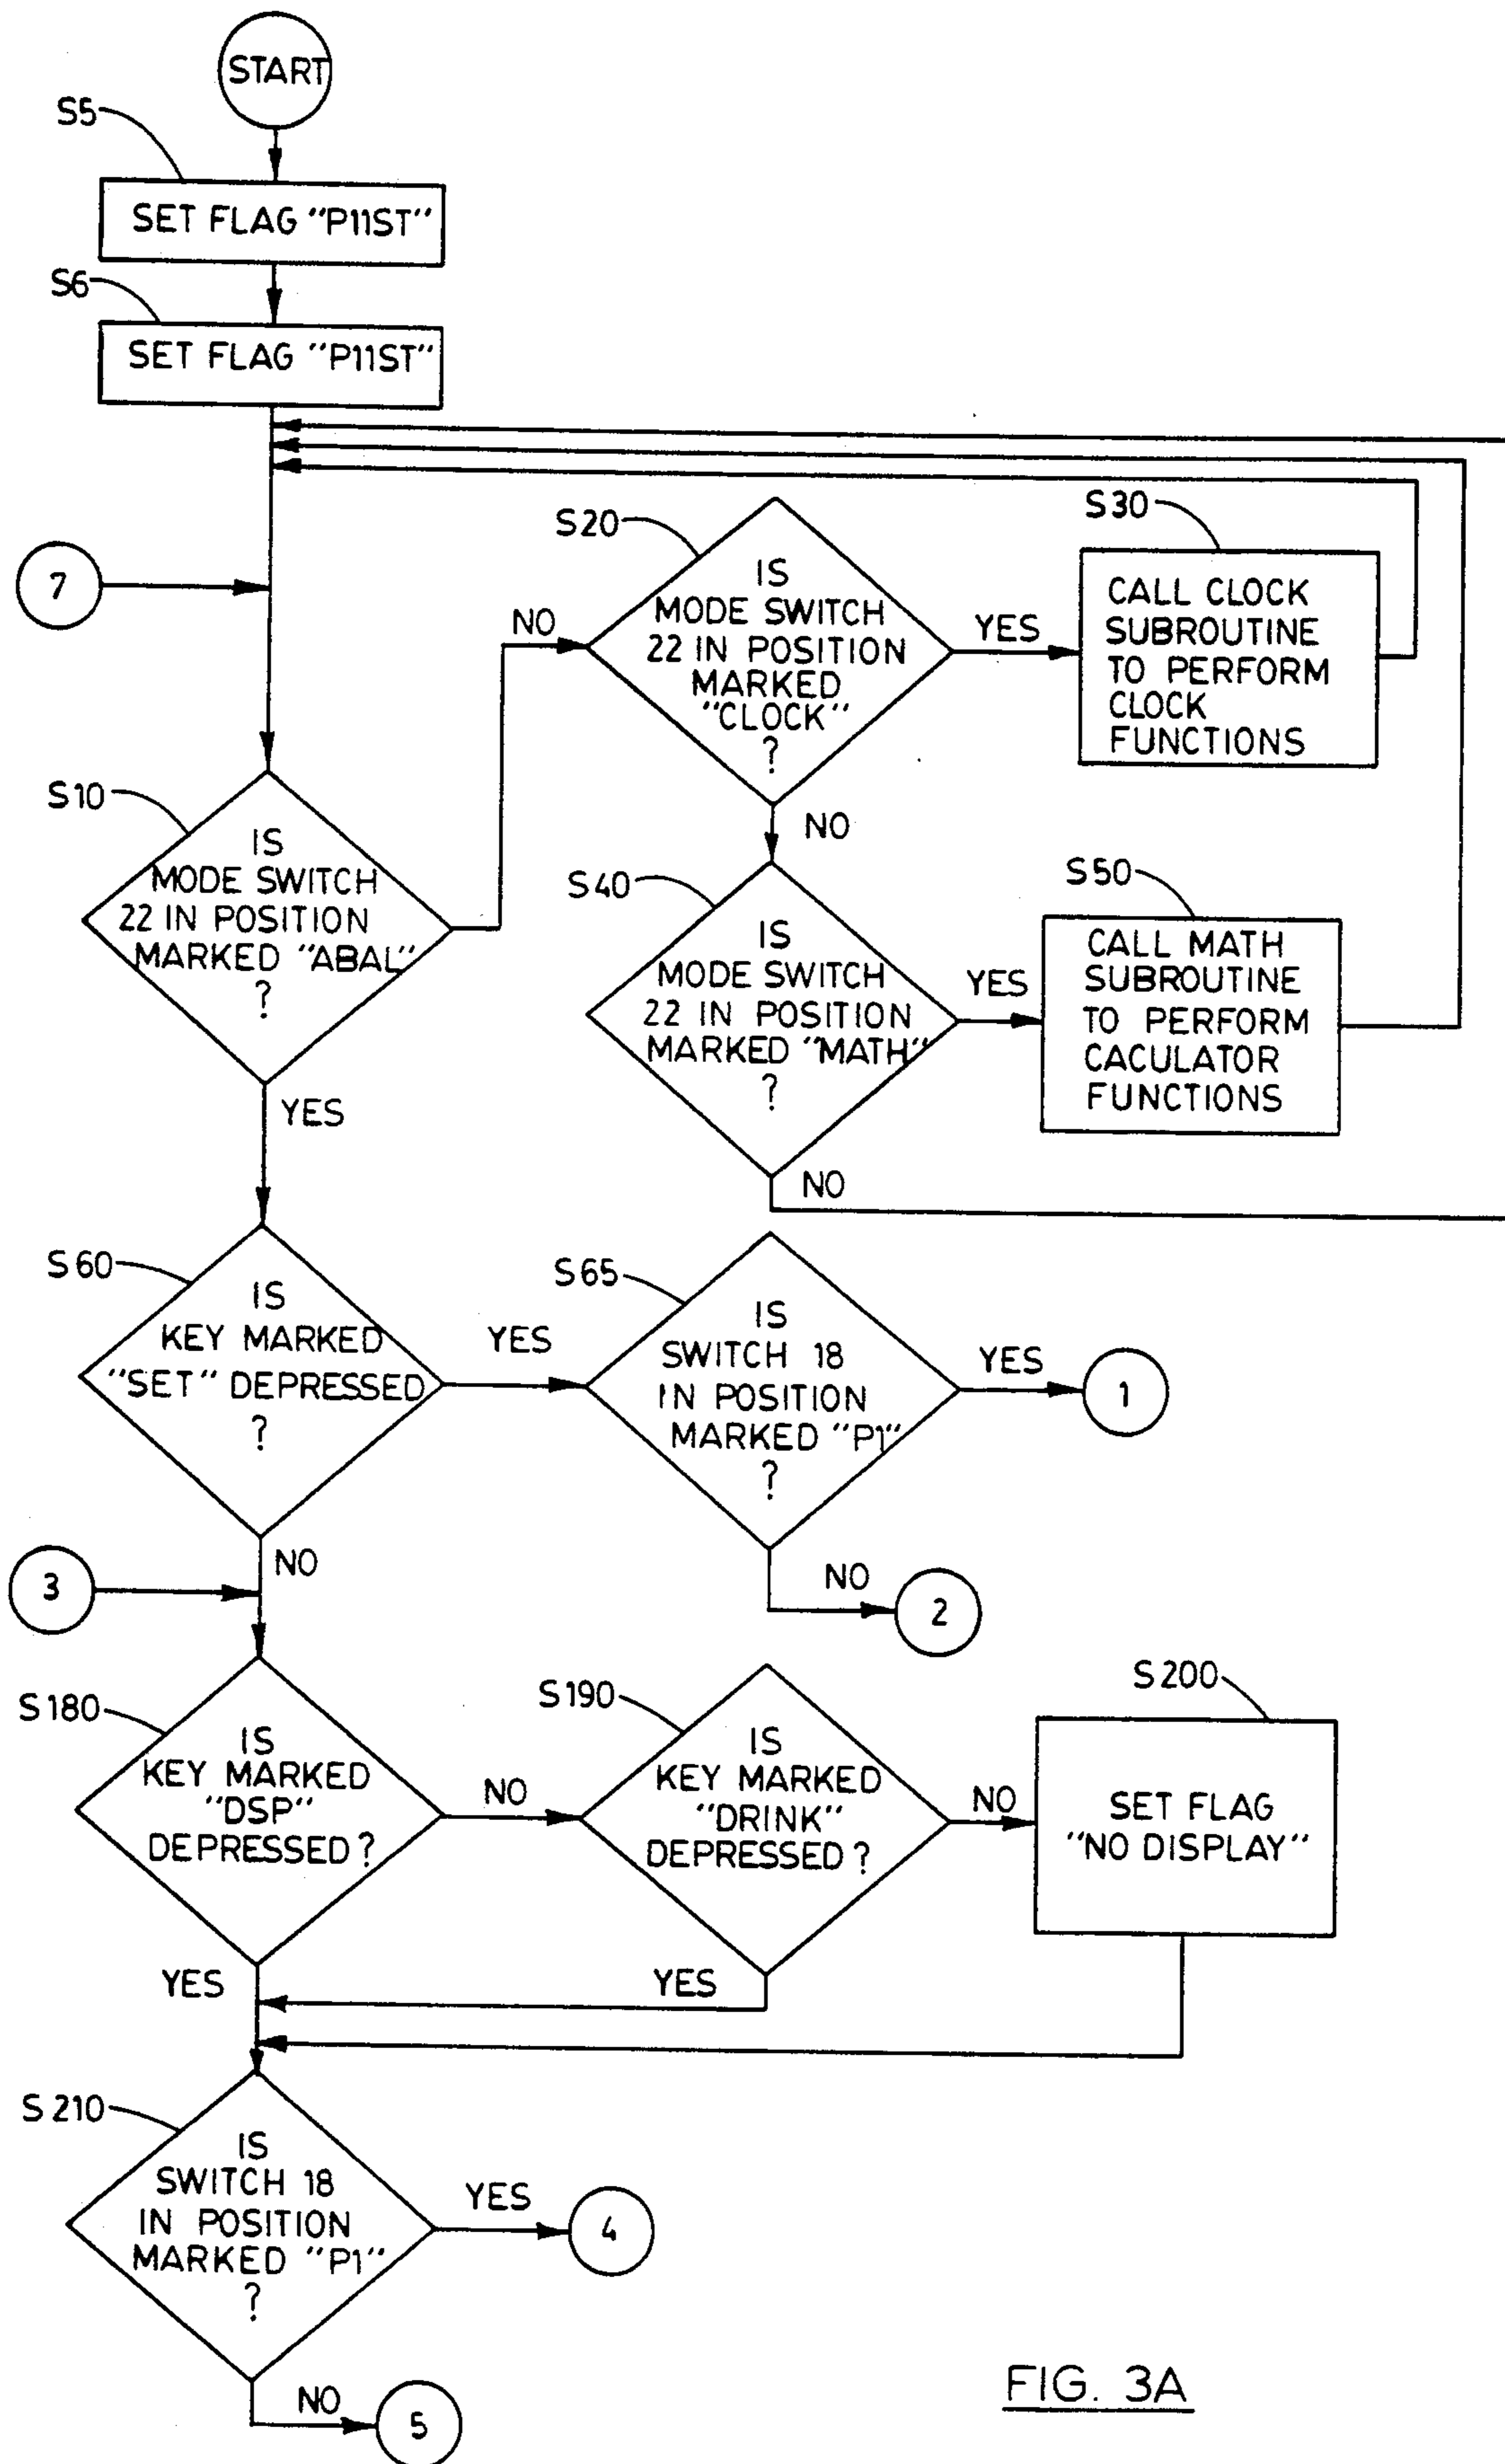 START
S5
SET FLAG "P11ST"
S6
SET FLAG "P11ST"
7
S10
IS
MODE SWITCH
22 IN POSITION
MARKED "ABAL"
?
NO
YES
S20
IS
MODE SWITCH
22 IN POSITION
MARKED
"CLOCK"
?
YES
NO
S30
CALL CLOCK
SUBROUTINE
TO PERFORM
CLOCK
FUNCTIONS
S40
IS
MODE SWITCH
22 IN POSITION
MARKED "MATH"
?
YES
NO
S50
CALL MATH
SUBROUTINE
TO PERFORM
CACULATOR
FUNCTIONS
S60
IS
KEY MARKED
"SET" DEPRESSED
?
YES
NO
S65
IS
SWITCH 18
IN POSITION
MARKED "P1"
?
YES
1
NO
2
3
S180
IS
KEY MARKED
"DSP"
DEPRESSED?
NO
YES
S190
IS
KEY MARKED
"DRINK"
DEPRESSED?
NO
YES
S200
SET FLAG
"NO DISPLAY"
S210
IS
SWITCH 18
IN POSITION
MARKED "P1"
?
YES
4
NO
5
FIG. 3A